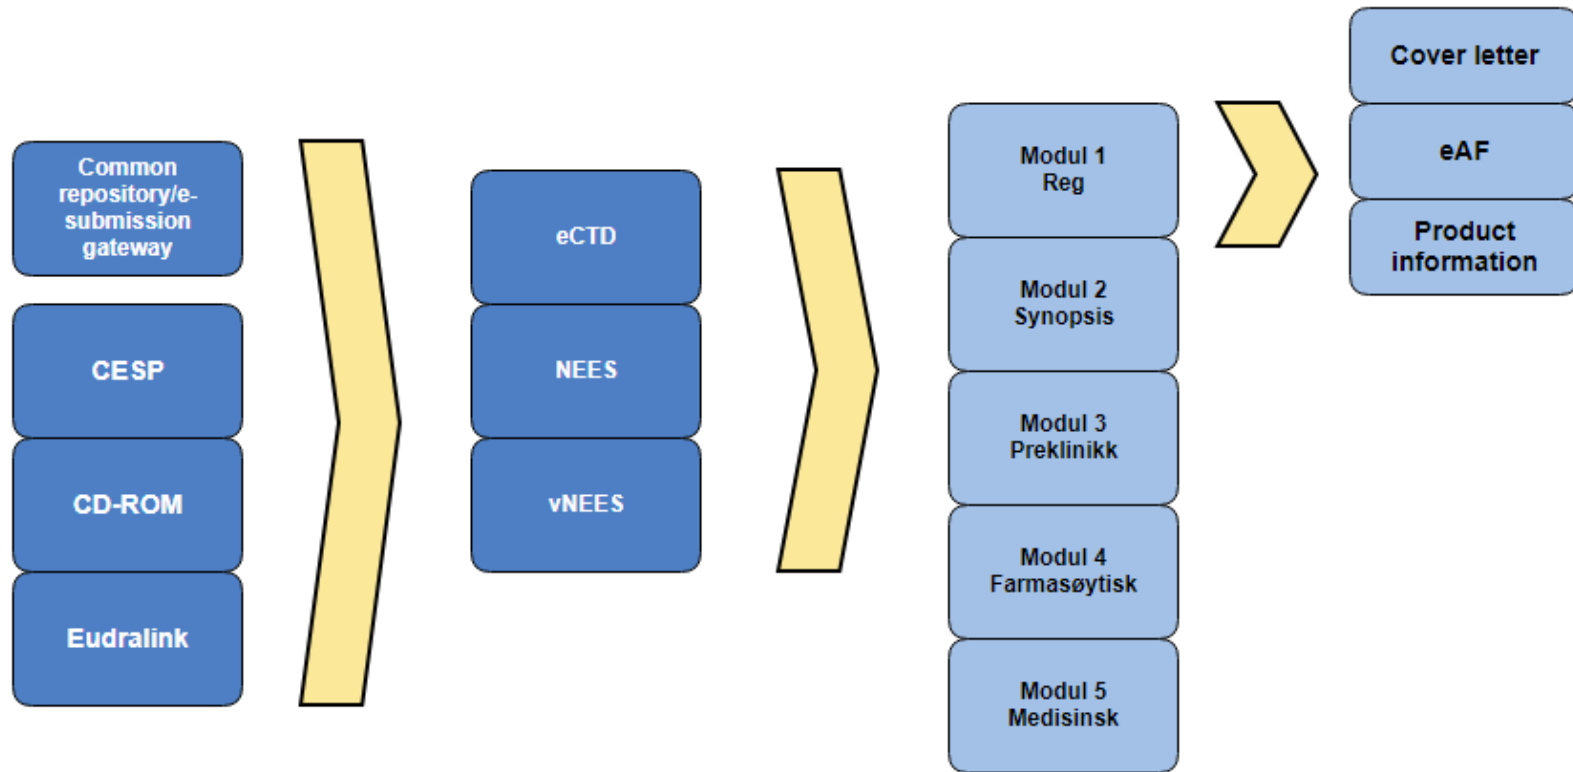 Common
repository/e-
submission
gateway
CESP
CD-ROM
Eudralink
eCTD
NEES
vNEES
Modul 1
Reg
Modul 2
Synopsis
Modul 3
Preklinikk
Modul 4
Farmasøytisk
Modul 5
Medisinsk
Cover letter
eAF
Product
information